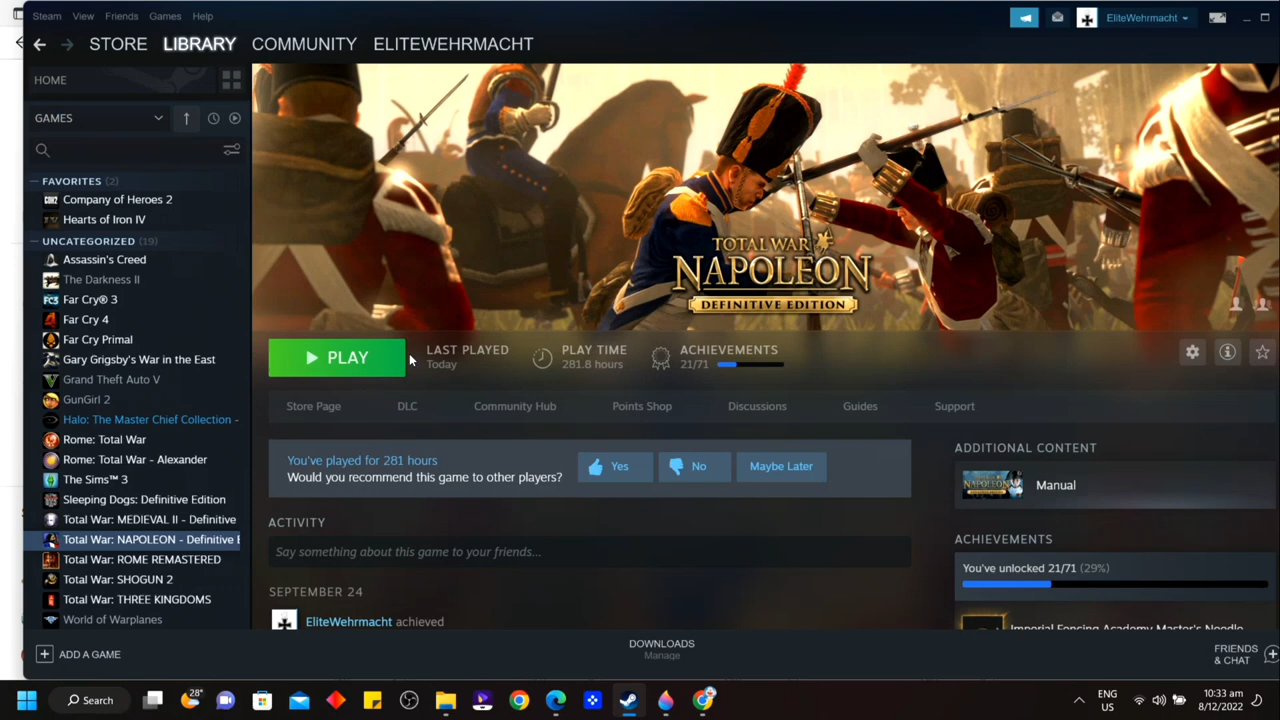 Steam View Friends Games Help
EliteWehrmacht
STORE LIBRARY COMMUNITY ELITEWEHRMACHT
HOME
GAMES
FAVORITES (2)
Company of Heroes 2
Hearts of Iron IV
UNCATEGORIZED (19)
Assassin's Creed
The Darkness II
Far Cry® 3
Far Cry 4
Far Cry Primal
Gary Grigsby's War in the East
Grand Theft Auto V
GunGirl 2
Halo: The Master Chief Collection -
Rome: Total War
Rome: Total War - Alexander
The Sims™ 3
Sleeping Dogs: Definitive Edition
Total War: MEDIEVAL II - Definitive
Total War: NAPOLEON - Definitive E
Total War: ROME REMASTERED
Total War: SHOGUN 2
Total War: THREE KINGDOMS
World of Warplanes
ADD A GAME
TOTAL WAR
NAPOLEON
DEFINITIVE EDITION
PLAY
LAST PLAYED
Today
PLAY TIME
281.8 hours
ACHIEVEMENTS
21/71
Store Page DLC Community Hub Points Shop Discussions Guides Support
You've played for 281 hours
Would you recommend this game to other players?
Yes
No
Maybe Later
ACTIVITY
Say something about this game to your friends...
SEPTEMBER 24
EliteWehrmacht achieved
ADDITIONAL CONTENT
Manual
ACHIEVEMENTS
You've unlocked 21/71 (29%)
Imperial Fencing Academy Master's Needle
DOWNLOADS
Manage
FRIENDS
& CHAT
Search
28°
ENG
US
10:33 am
8/12/2022